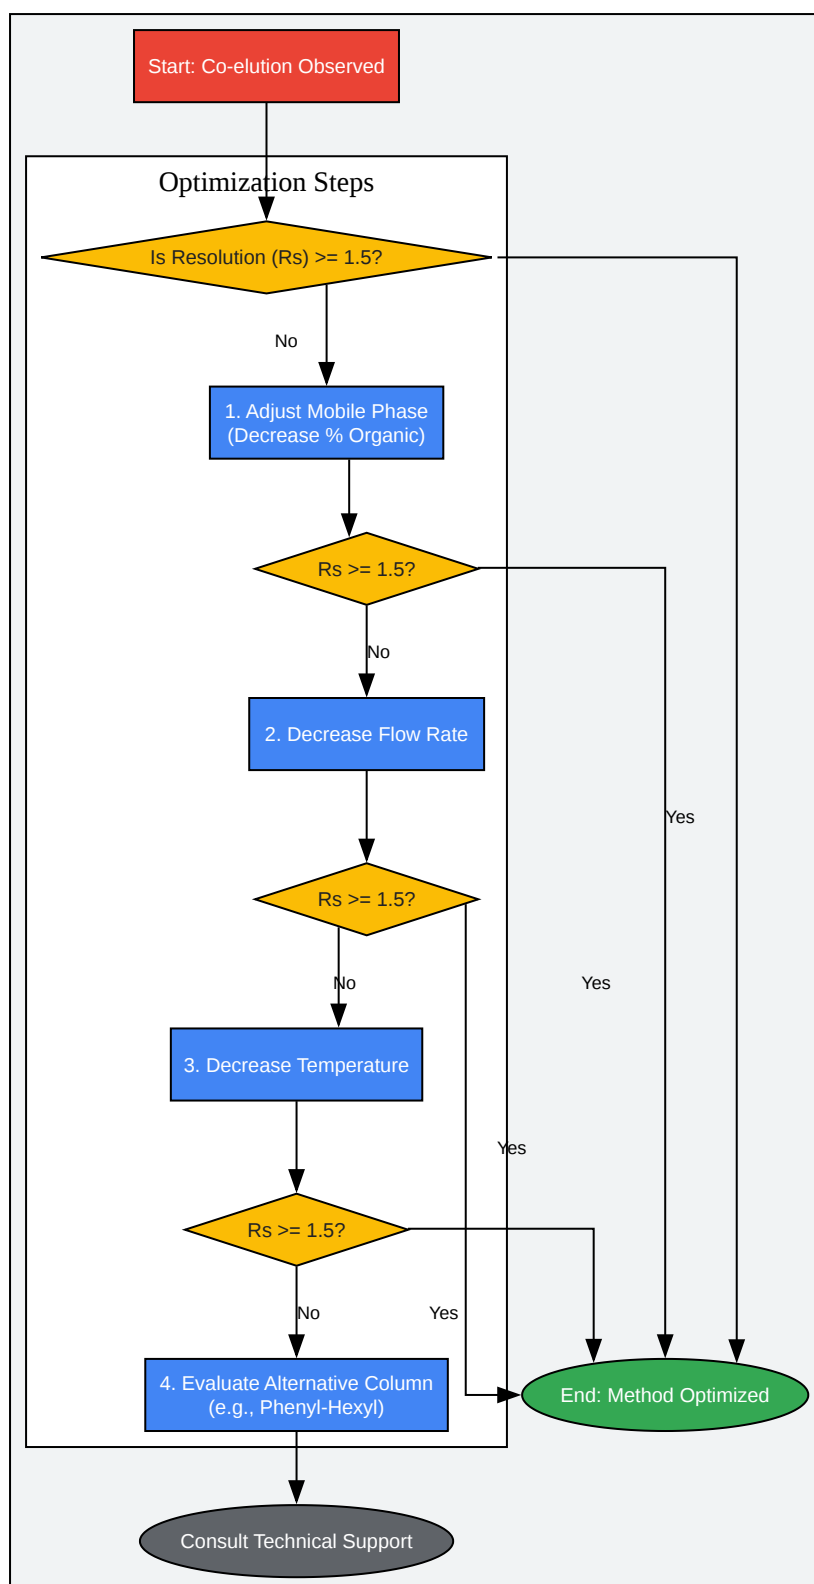 Start: Co-elution Observed
Optimization Steps
Is Resolution (Rs) >= 1.5?
No
1. Adjust Mobile Phase
(Decrease % Organic)
Rs >= 1.5?
No
2. Decrease Flow Rate
Yes
Rs >= 1.5?
No
Yes
3. Decrease Temperature
Yes
Rs >= 1.5?
No
Yes
4. Evaluate Alternative Column
(e.g., Phenyl-Hexyl)
End: Method Optimized
Consult Technical Support